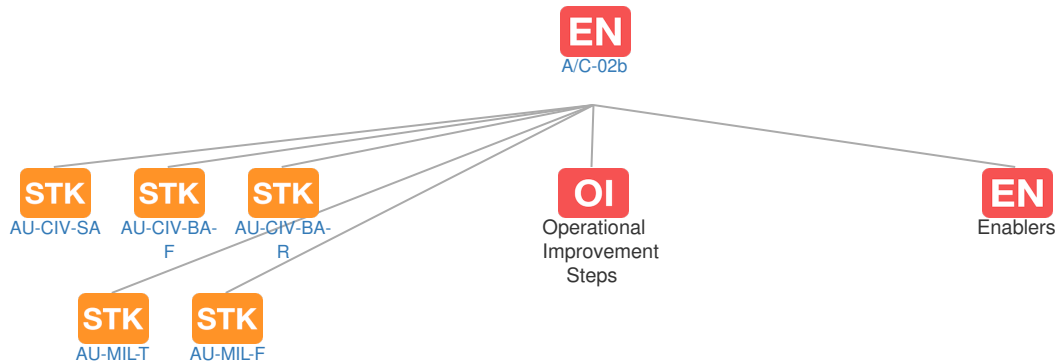 EN
A/C-02b
STK
STK
STK
OI
EN
AU-CIV-SA
AU-CIV-BA-
F
AU-CIV-BA-
R
Operational
Improvement
Steps
Enablers
STK
STK
AU-MIL-T
AU-MIL-F